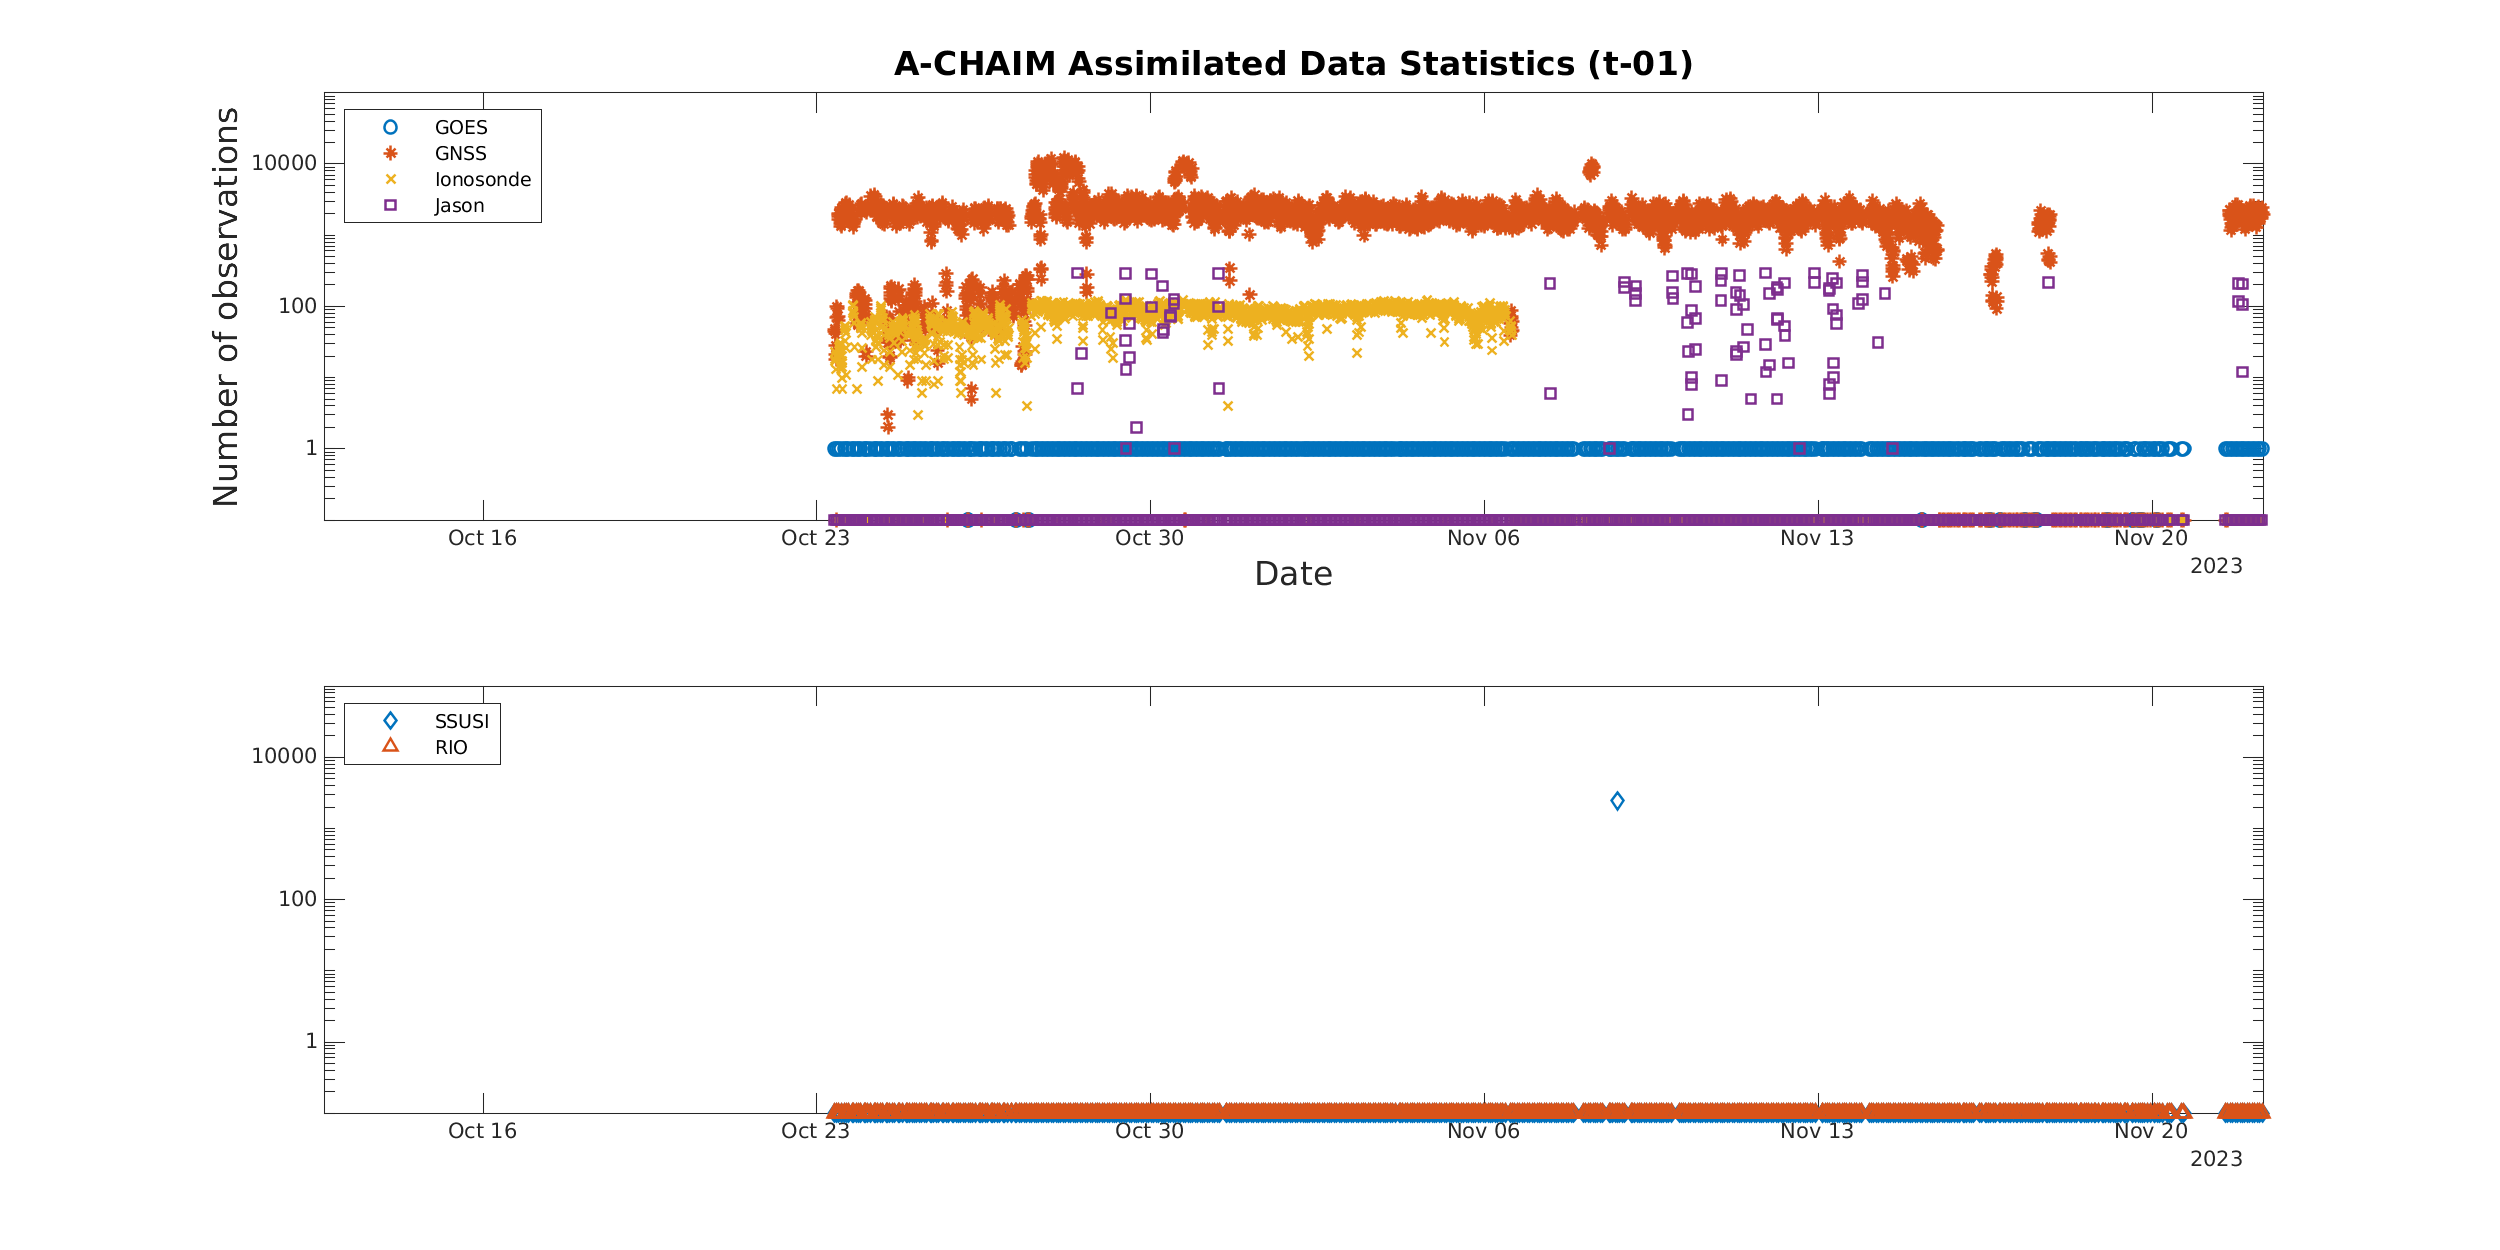 A-CHAIM Assimilated Data Statistics (t-01)
Number of observations
10000
100
1
GOES
GNSS
Ionosonde
Jason
Oct 16
Oct 23
Oct 30
Nov 06
Nov 13
Nov 20
2023
Date
10000
100
1
SSUSI
RIO
Oct 16
Oct 23
Oct 30
Nov 06
Nov 13
Nov 20
2023